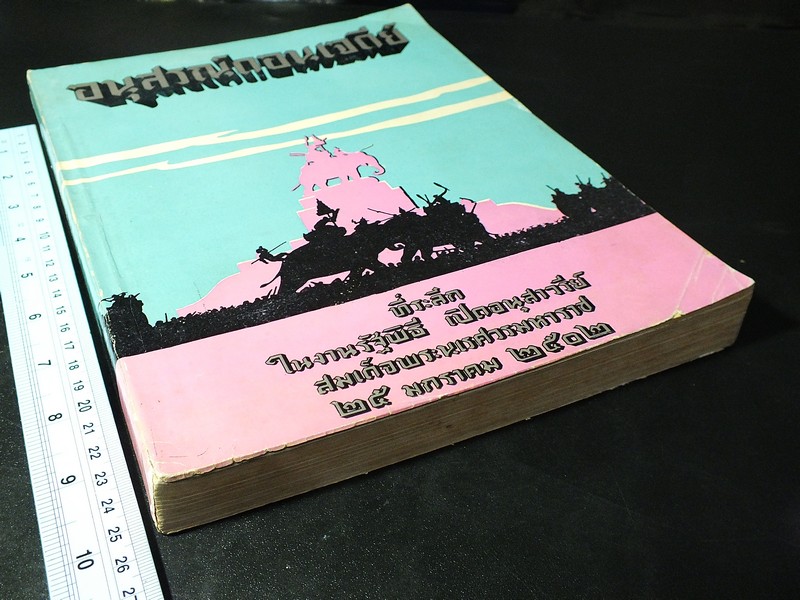 อนุสรณ์ดอนเจดีย์
ที่ระลึก
ในงานรัฐพิธี เปิดอนุสาวรีย์
สมเด็จพระนเรศวรมหาราช
๒๕ มกราคม ๒๕๐๒